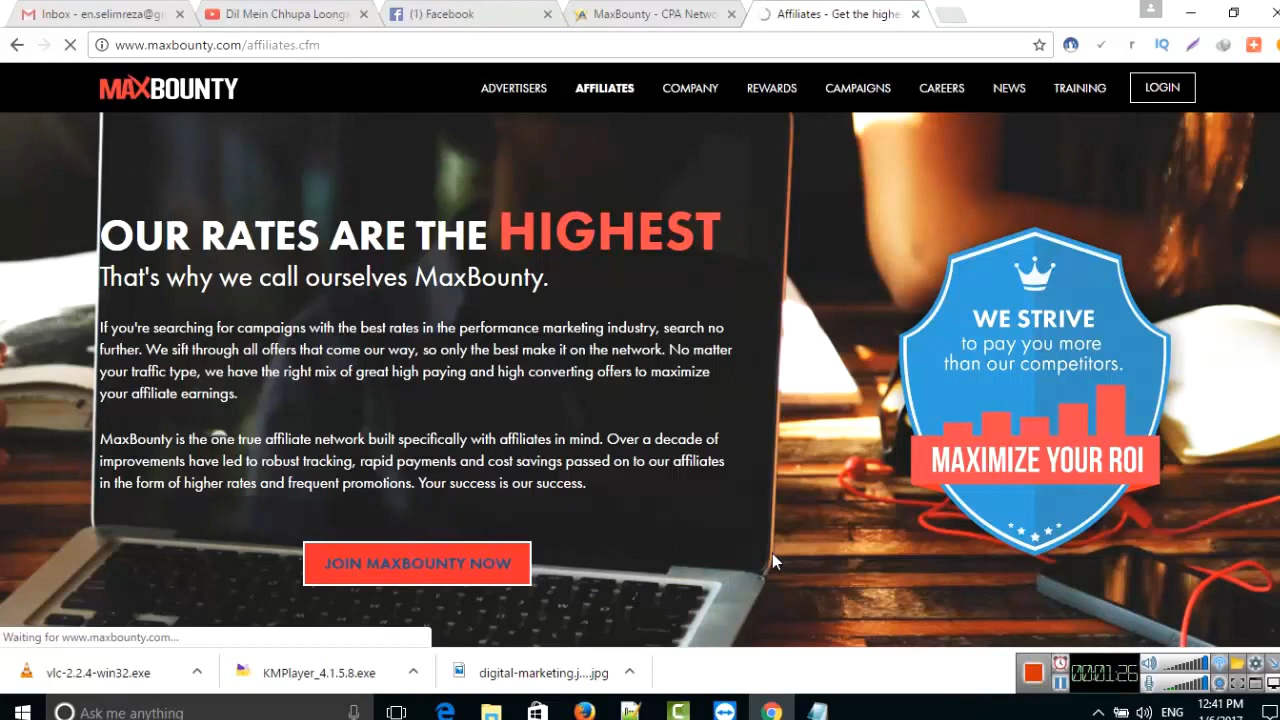 Inbox - en.selimreza@g
Dil Mein Chhupa Loong
(1) Facebook
MaxBounty - CPA Netwo
Affiliates - Get the highe
www.maxbounty.com/affiliates.cfm
MAXBOUNTY
ADVERTISERS
AFFILIATES
COMPANY
REWARDS
CAMPAIGNS
CAREERS
NEWS
TRAINING
LOGIN
OUR RATES ARE THE HIGHEST
That's why we call ourselves MaxBounty.
If you're searching for campaigns with the best rates in the performance marketing industry, search no
further. We sift through all offers that come our way, so only the best make it on the network. No matter
your traffic type, we have the right mix of great high paying and high converting offers to maximize
your affiliate earnings.
MaxBounty is the one true affiliate network built specifically with affiliates in mind. Over a decade of
improvements have led to robust tracking, rapid payments and cost savings passed on to our affiliates
in the form of higher rates and frequent promotions. Your success is our success.
JOIN MAXBOUNTY NOW
WE STRIVE
to pay you more
than our competitors.
MAXIMIZE YOUR ROI
Waiting for www.maxbounty.com...
vlc-2.2.4-win32.exe
KMPlayer_4.1.5.8.exe
digital-marketing.j....jpg
00:01:26
Ask me anything
ENG
12:41 PM
1/6/2017